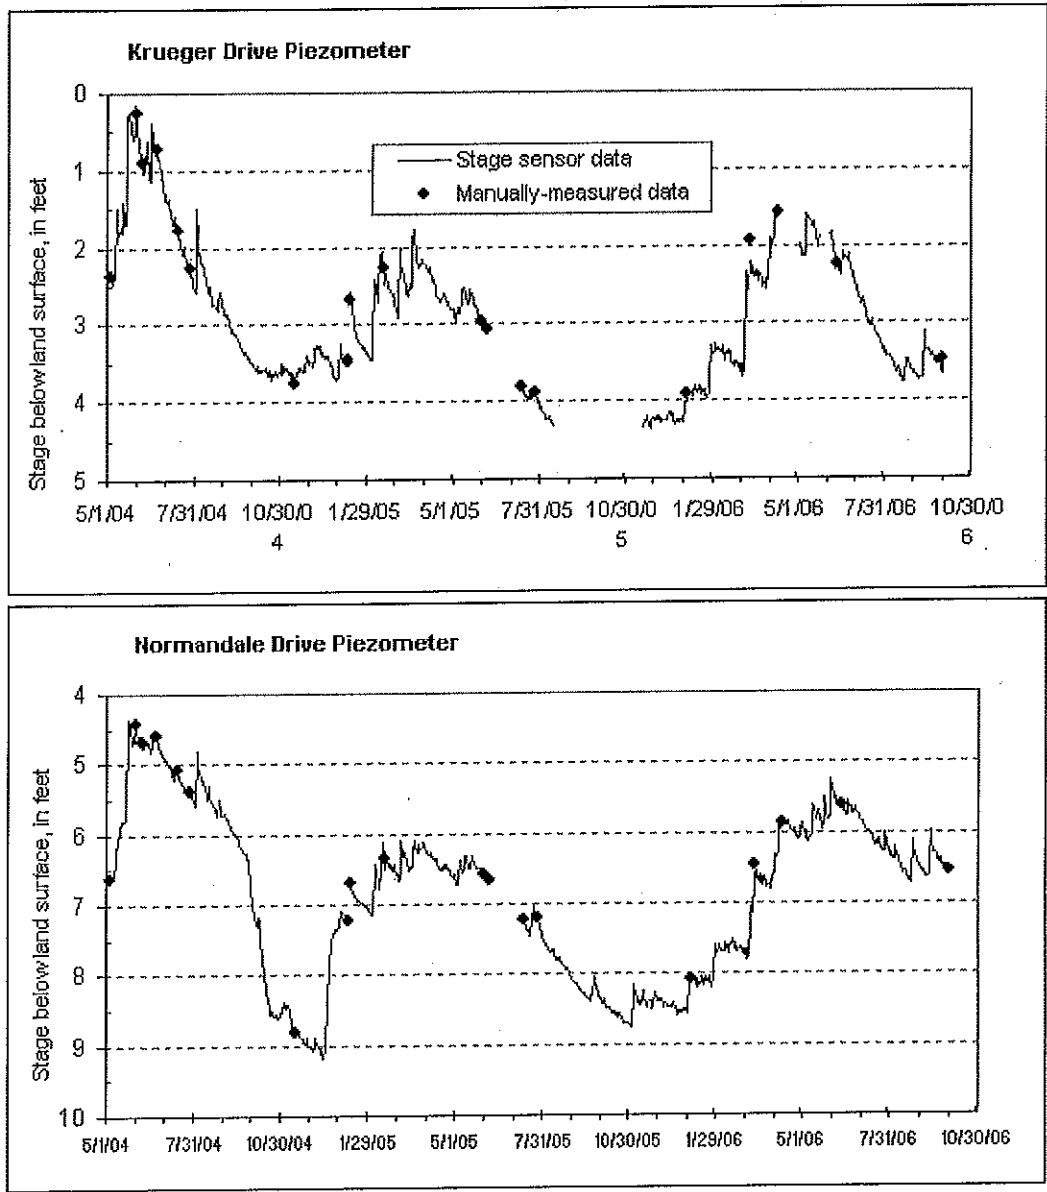 Krueger Drive Piezometer
Stage below land surface, in feet
0
1
2
3
4
5
Stage sensor data
Manually-measured data
5/1/04 7/31/04 10/30/0 1/29/05 5/1/05 7/31/05 10/30/0 1/29/06 5/1/06 7/31/06 10/30/0
4 5 6
Normandale Drive Piezometer
Stage below land surface, in feet
4
5
6
7
8
9
10
5/1/04 7/31/04 10/30/04 1/29/05 5/1/05 7/31/05 10/30/05 1/29/06 5/1/06 7/31/06 10/30/06